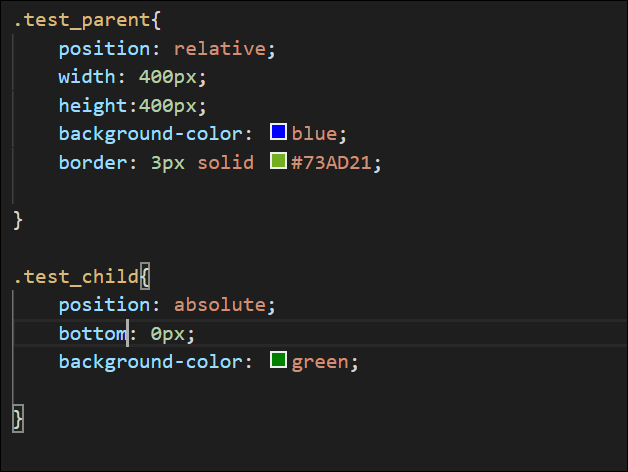 .test_parent{
position: relative;
width: 400px;
height:400px;
background-color: blue;
border: 3px solid #73AD21;
}
.test_child{
position: absolute;
bottom: 0px;
background-color: green;
}